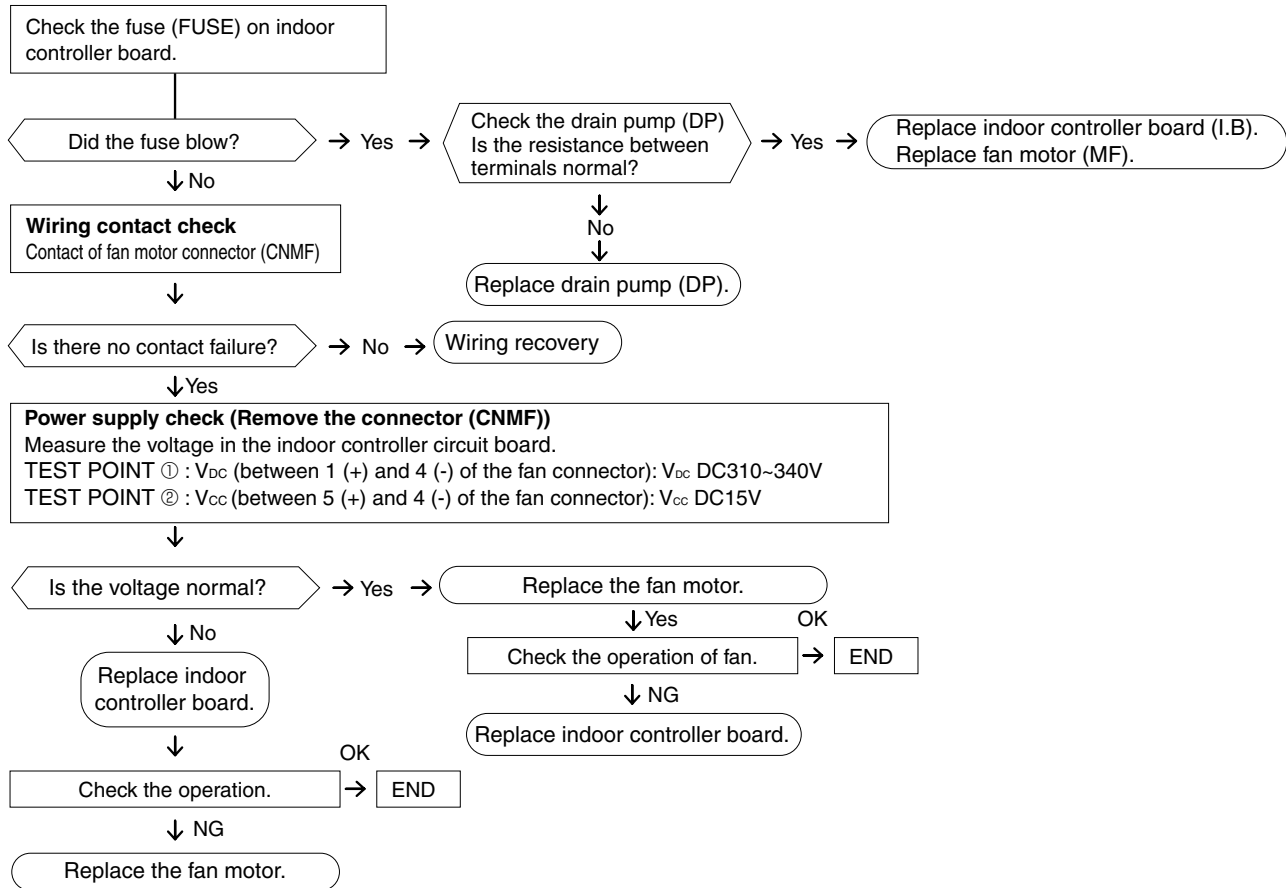 Check the fuse (FUSE) on indoor
controller board.
Did the fuse blow?
Yes
Check the drain pump (DP)
Is the resistance between
terminals normal?
Yes
Replace indoor controller board (I.B).
Replace fan motor (MF).
No
No
Replace drain pump (DP).
Wiring contact check
Contact of fan motor connector (CNMF)
Is there no contact failure?
No
Wiring recovery
Yes
Power supply check (Remove the connector (CNMF))
Measure the voltage in the indoor controller circuit board.
TEST POINT ① : VDC (between 1 (+) and 4 (-) of the fan connector): VDC DC310~340V
TEST POINT ② : VCC (between 5 (+) and 4 (-) of the fan connector): VCC DC15V
Is the voltage normal?
Yes
Replace the fan motor.
Yes
OK
Check the operation of fan.
END
NG
Replace indoor controller board.
No
Replace indoor
controller board.
OK
Check the operation.
END
NG
Replace the fan motor.